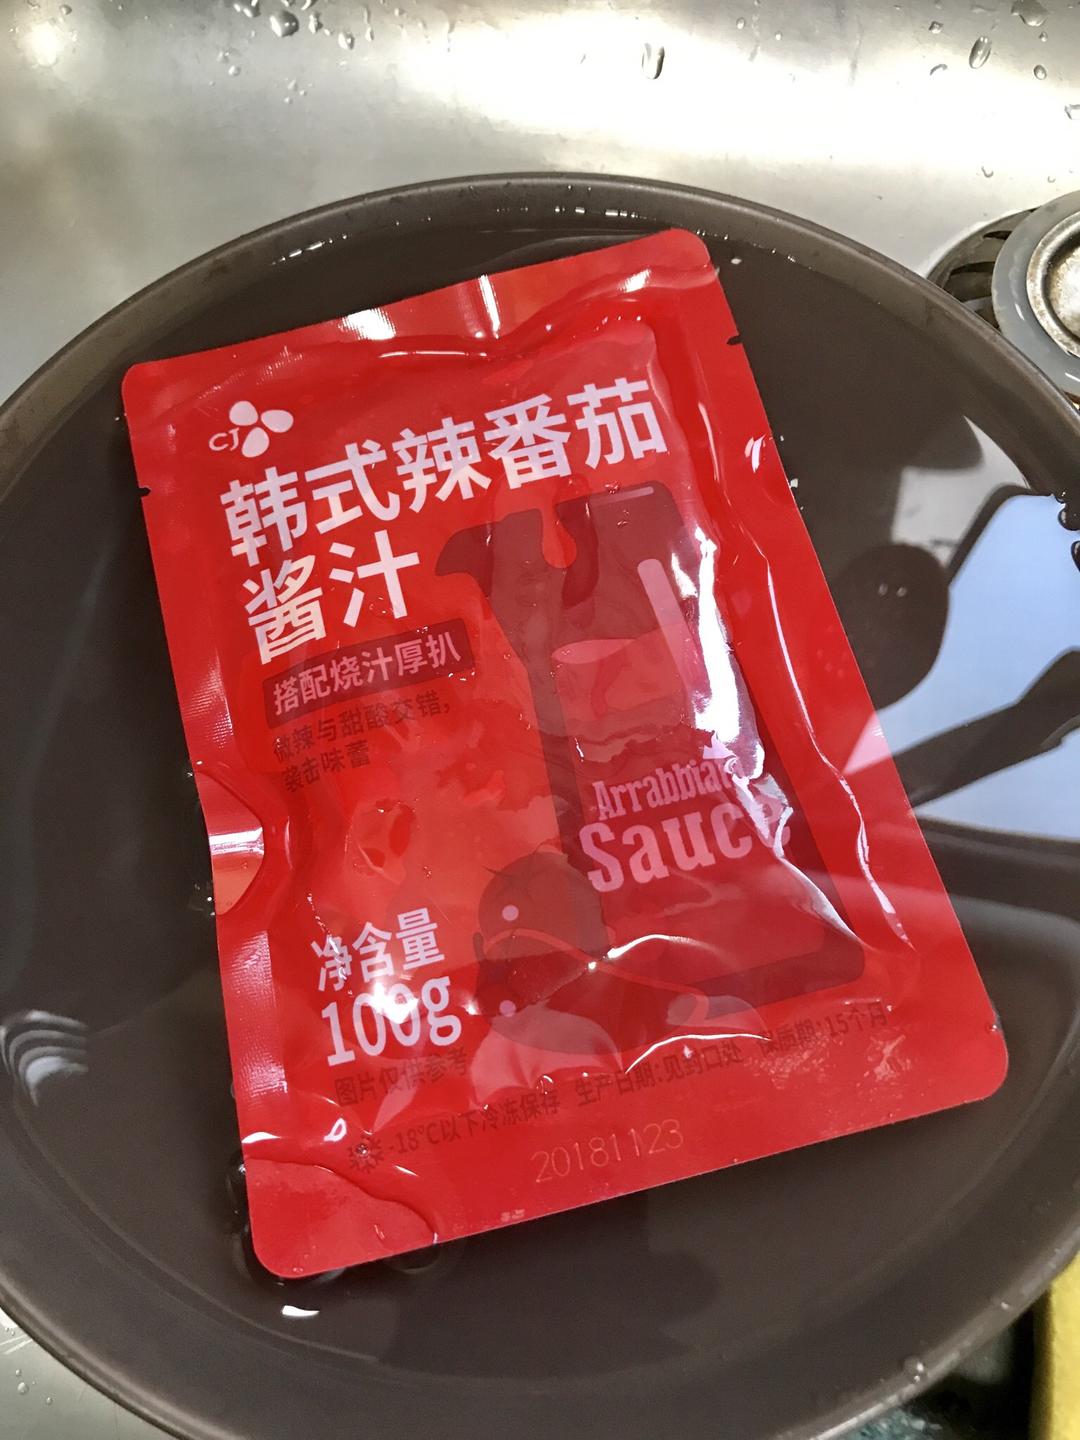 CJ
韩式辣番茄
酱汁
搭配烧汁厚扒
微辣与甜酸交错，
袭击味蕾
Arrabbiata
Sauce
净含量
100g
图片仅供参考
-18℃以下冷冻保存 生产日期:见封口处 保质期:15个月
20181123